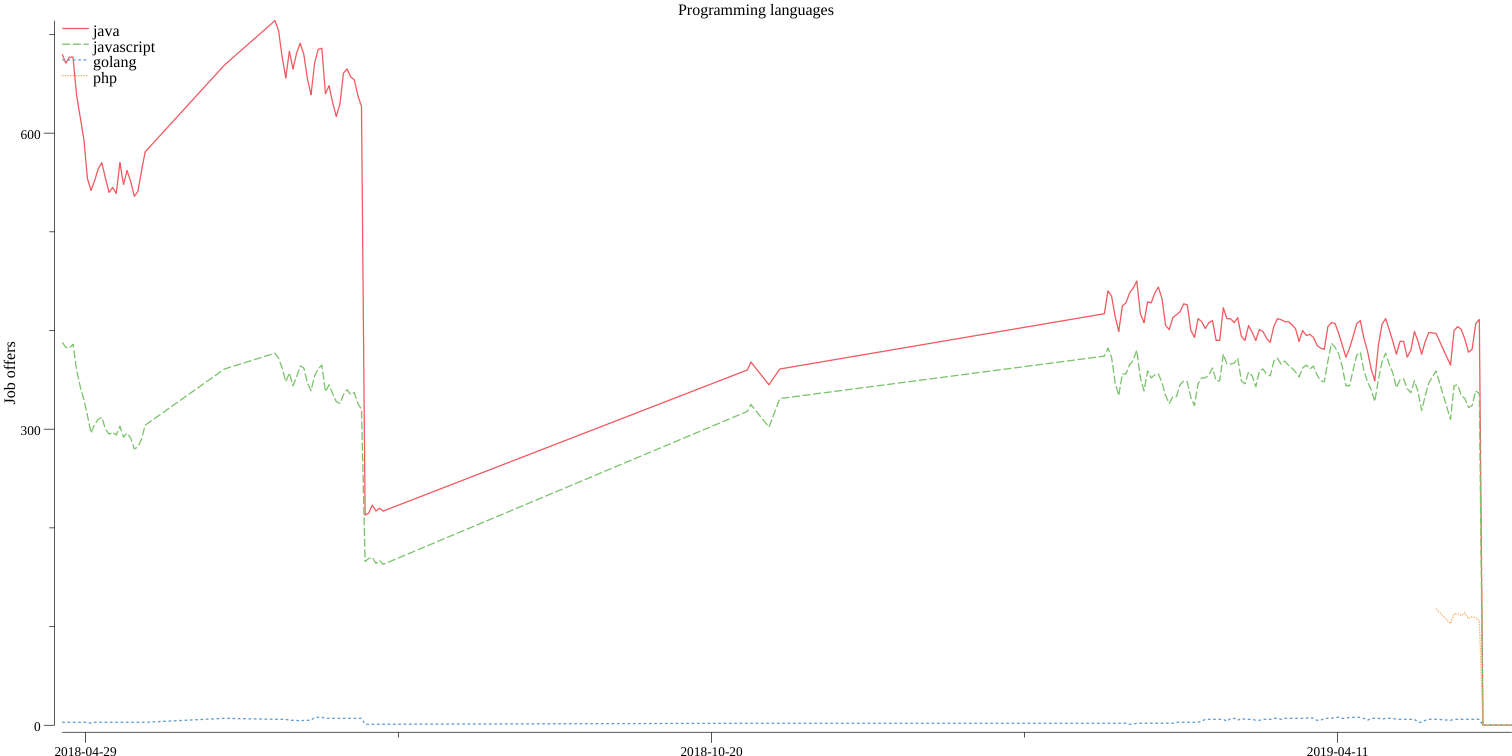 Programming languages
java
javascript
golang
php
600
300
0
Job offers
2018-04-29
2018-10-20
2019-04-11